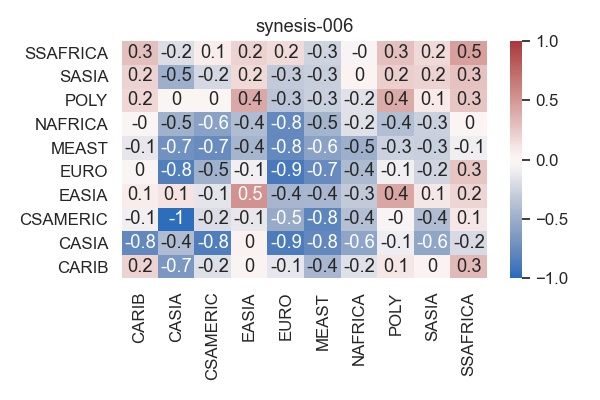 synesis-006
SSAFRICA 0.3 -0.2 0.1 0.2 0.2 -0.3 -0 0.3 0.2 0.5
SASIA 0.2 -0.5 -0.2 0.2 -0.3 -0.3 0 0.2 0.2 0.3
POLY 0.2 0 0 0.4 -0.3 -0.3 -0.2 0.4 0.1 0.3
NAFRICA -0 -0.5 -0.6 -0.4 -0.8 -0.5 -0.2 -0.4 -0.3 0
MEAST -0.1 -0.7 -0.7 -0.4 -0.8 -0.6 -0.5 -0.3 -0.3 -0.1
EURO 0 -0.8 -0.5 -0.1 -0.9 -0.7 -0.4 -0.1 -0.2 0.3
EASIA 0.1 0.1 -0.1 0.5 -0.4 -0.4 -0.3 0.4 0.1 0.2
CSAMERIC -0.1 -1 -0.2 -0.1 -0.5 -0.8 -0.4 -0 -0.4 0.1
CASIA -0.8 -0.4 -0.8 0 -0.9 -0.8 -0.6 -0.1 -0.6 -0.2
CARIB 0.2 -0.7 -0.2 0 -0.1 -0.4 -0.2 0.1 0 0.3
CARIB CASIA CSAMERIC EASIA EURO MEAST NAFRICA POLY SASIA SSAFRICA
1.0
0.5
0.0
−0.5
−1.0